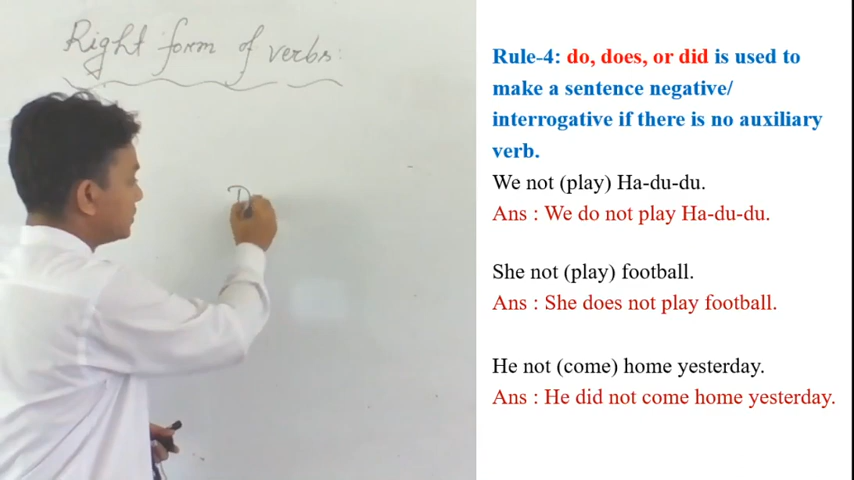 Right form of verbs:
D
Rule-4: do, does, or did is used to
make a sentence negative/
interrogative if there is no auxiliary
verb.
We not (play) Ha-du-du.
Ans : We do not play Ha-du-du.
She not (play) football.
Ans : She does not play football.
He not (come) home yesterday.
Ans : He did not come home yesterday.